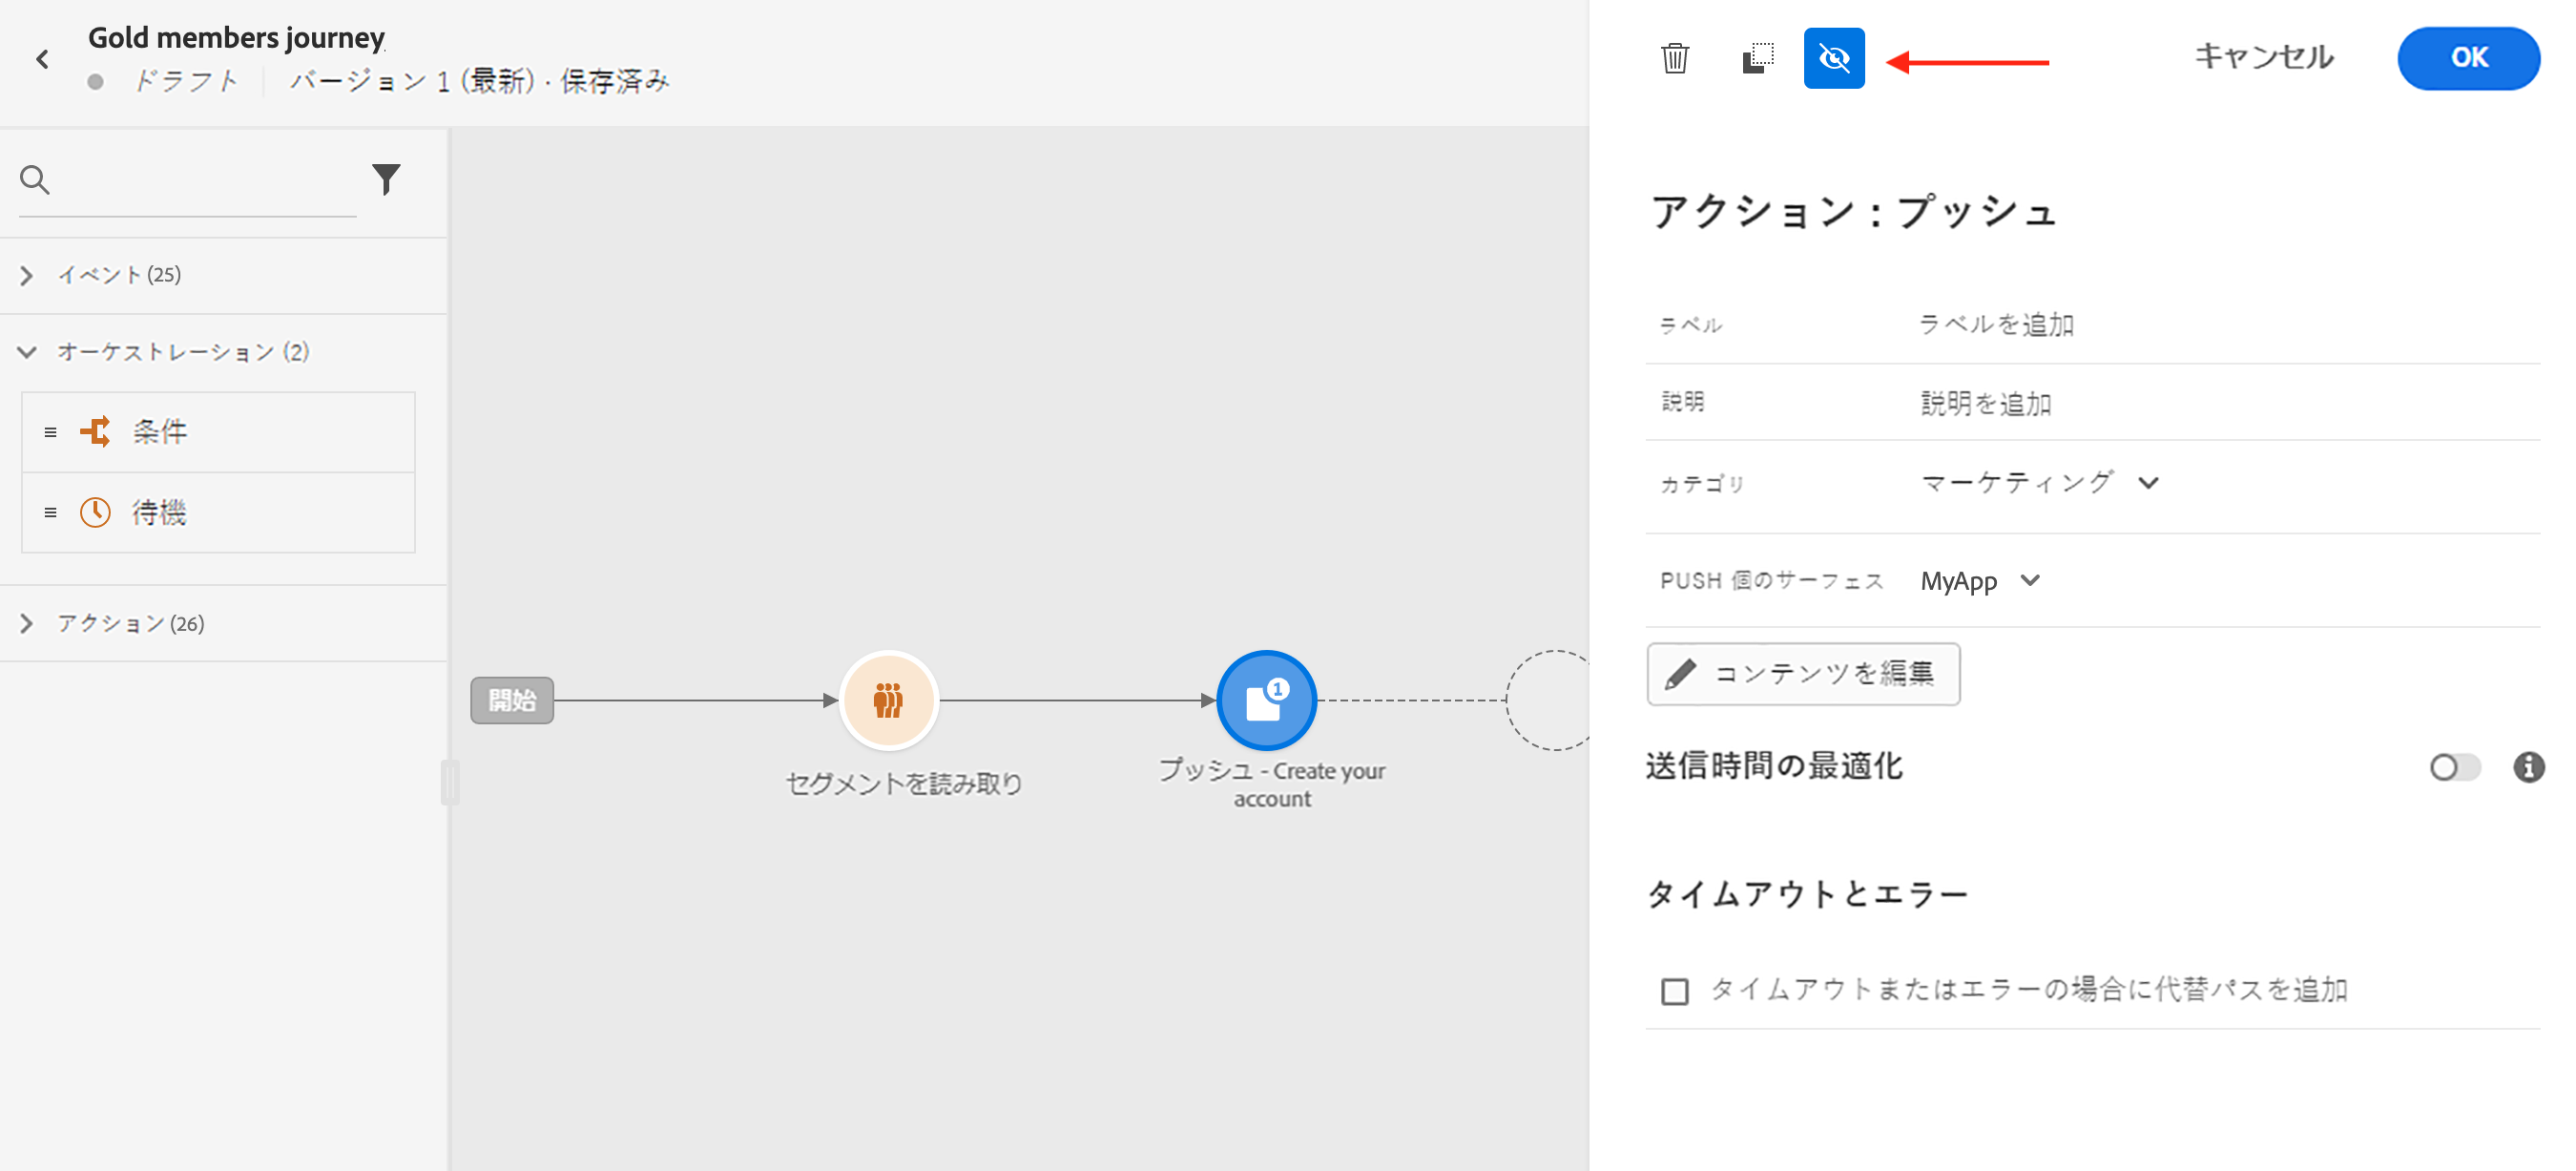 Gold members journey
ドラフト
バージョン 1 (最新) · 保存済み
キャンセル
OK
イベント (25)
オーケストレーション (2)
条件
待機
アクション (26)
開始
セグメントを読み取り
1
プッシュ - Create your
account
アクション : プッシュ
ラベル
ラベルを追加
説明
説明を追加
カテゴリ
マーケティング
PUSH 個のサーフェス
MyApp
コンテンツを編集
送信時間の最適化
タイムアウトとエラー
タイムアウトまたはエラーの場合に代替パスを追加